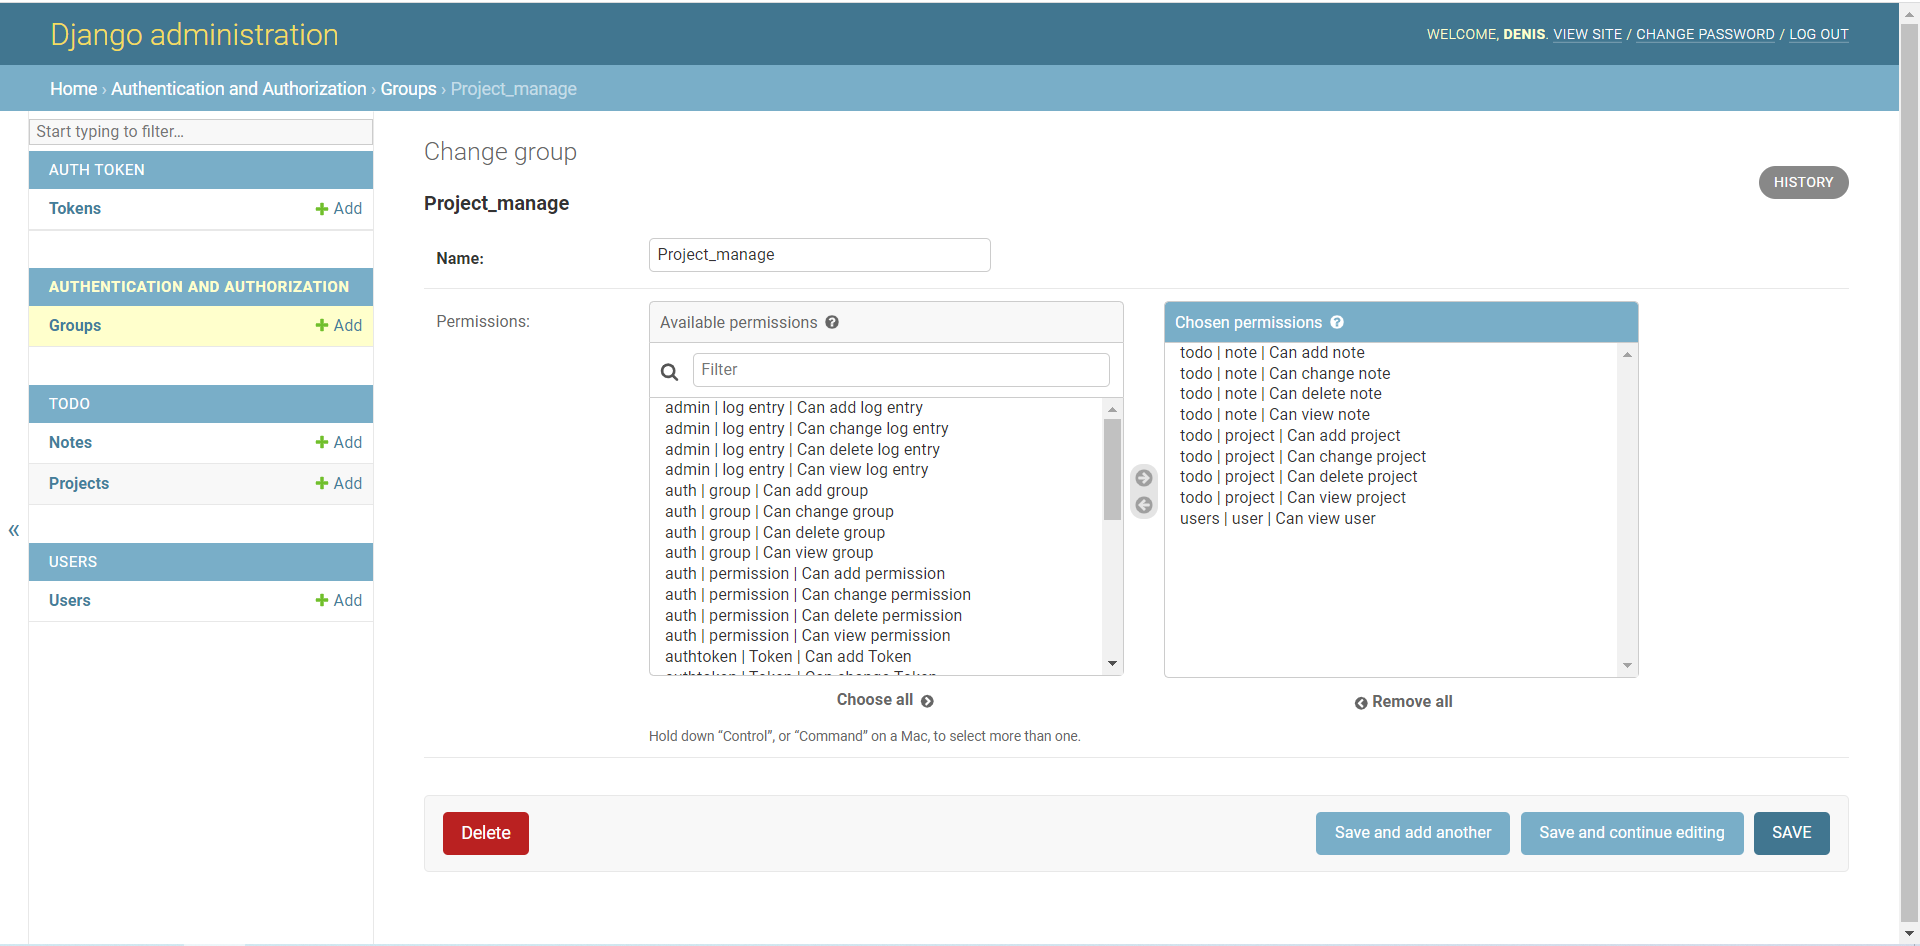 Django administration
WELCOME, DENIS. VIEW SITE / CHANGE PASSWORD / LOG OUT
Home › Authentication and Authorization › Groups › Project_manage
Start typing to filter...
AUTH TOKEN
Tokens
Add
AUTHENTICATION AND AUTHORIZATION
Groups
Add
TODO
Notes
Add
Projects
Add
«
USERS
Users
Add
Change group
HISTORY
Project_manage
Name:
Project_manage
Permissions:
Available permissions
Filter
admin | log entry | Can add log entry
admin | log entry | Can change log entry
admin | log entry | Can delete log entry
admin | log entry | Can view log entry
auth | group | Can add group
auth | group | Can change group
auth | group | Can delete group
auth | group | Can view group
auth | permission | Can add permission
auth | permission | Can change permission
auth | permission | Can delete permission
auth | permission | Can view permission
authtoken | Token | Can add Token
authtoken | Token | Can change Token
Choose all
Hold down “Control”, or “Command” on a Mac, to select more than one.
Chosen permissions
todo | note | Can add note
todo | note | Can change note
todo | note | Can delete note
todo | note | Can view note
todo | project | Can add project
todo | project | Can change project
todo | project | Can delete project
todo | project | Can view project
users | user | Can view user
Remove all
Delete
Save and add another
Save and continue editing
SAVE